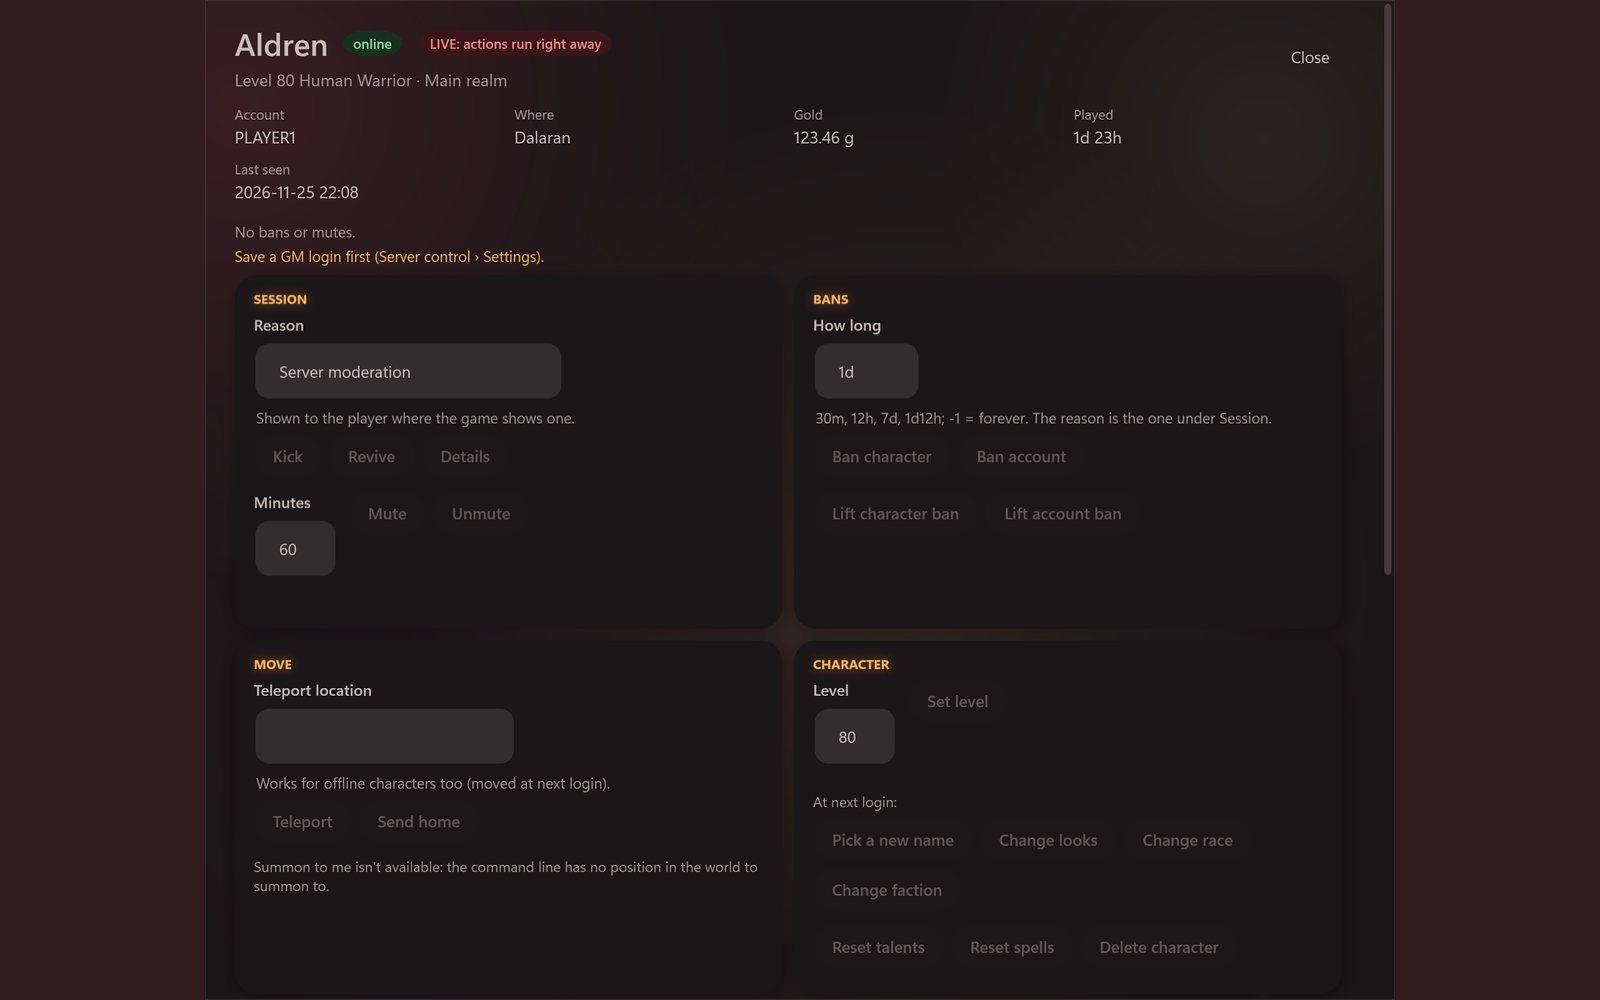 Aldren online LIVE: actions run right away
Close
Level 80 Human Warrior · Main realm
Account Where Gold Played
PLAYER1 Dalaran 123.46 g 1d 23h
Last seen
2026-11-25 22:08
No bans or mutes.
Save a GM login first (Server control › Settings).
SESSION
Reason
Server moderation
Shown to the player where the game shows one.
Kick Revive Details
Minutes
Mute Unmute
60
BANS
How long
1d
30m, 12h, 7d, 1d12h; -1 = forever. The reason is the one under Session.
Ban character Ban account
Lift character ban Lift account ban
MOVE
Teleport location
Works for offline characters too (moved at next login).
Teleport Send home
Summon to me isn't available: the command line has no position in the world to
summon to.
CHARACTER
Level
Set level
80
At next login:
Pick a new name Change looks Change race
Change faction
Reset talents Reset spells Delete character